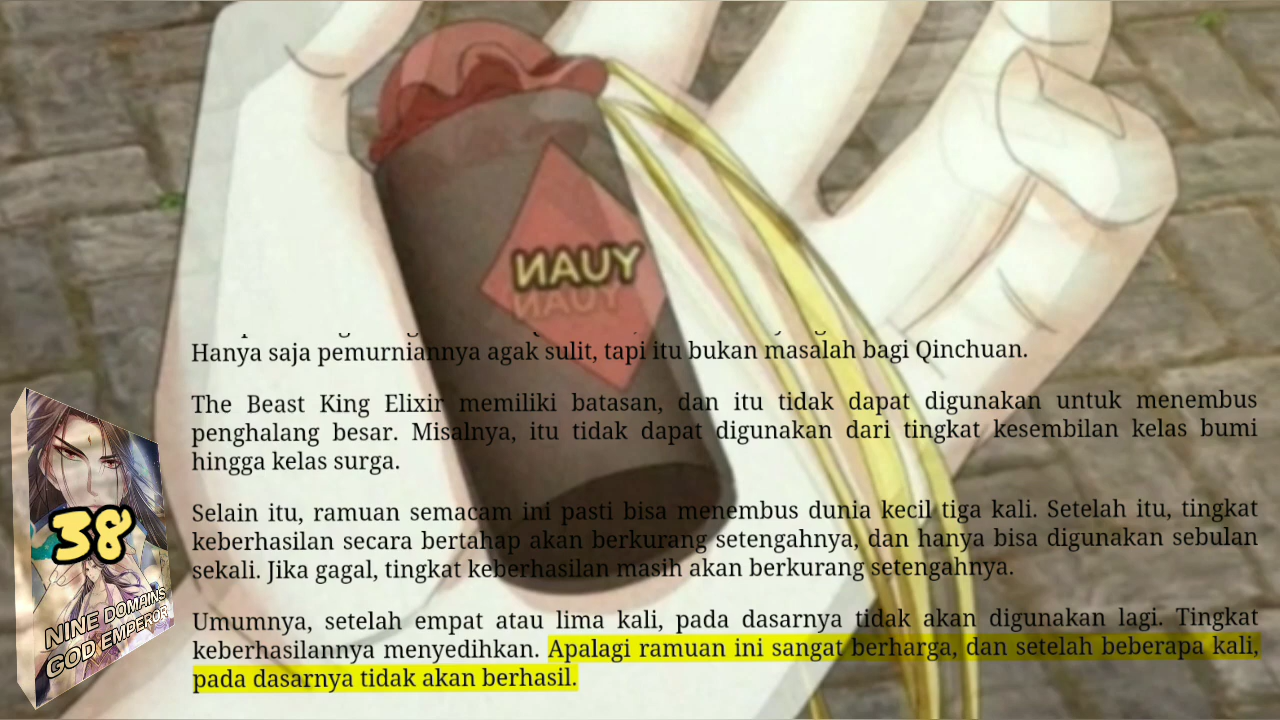 NAUY
NAUY
Hanya saja pemurniannya agak sulit, tapi itu bukan masalah bagi Qinchuan.
The Beast King Elixir memiliki batasan, dan itu tidak dapat digunakan untuk menembus
penghalang besar. Misalnya, itu tidak dapat digunakan dari tingkat kesembilan kelas bumi
hingga kelas surga.
Selain itu, ramuan semacam ini pasti bisa menembus dunia kecil tiga kali. Setelah itu, tingkat
keberhasilan secara bertahap akan berkurang setengahnya, dan hanya bisa digunakan sebulan
sekali. Jika gagal, tingkat keberhasilan masih akan berkurang setengahnya.
Umumnya, setelah empat atau lima kali, pada dasarnya tidak akan digunakan lagi. Tingkat
keberhasilannya menyedihkan. Apalagi ramuan ini sangat berharga, dan setelah beberapa kali,
pada dasarnya tidak akan berhasil.
38
NINE DOMAINS
GOD EMPEROR